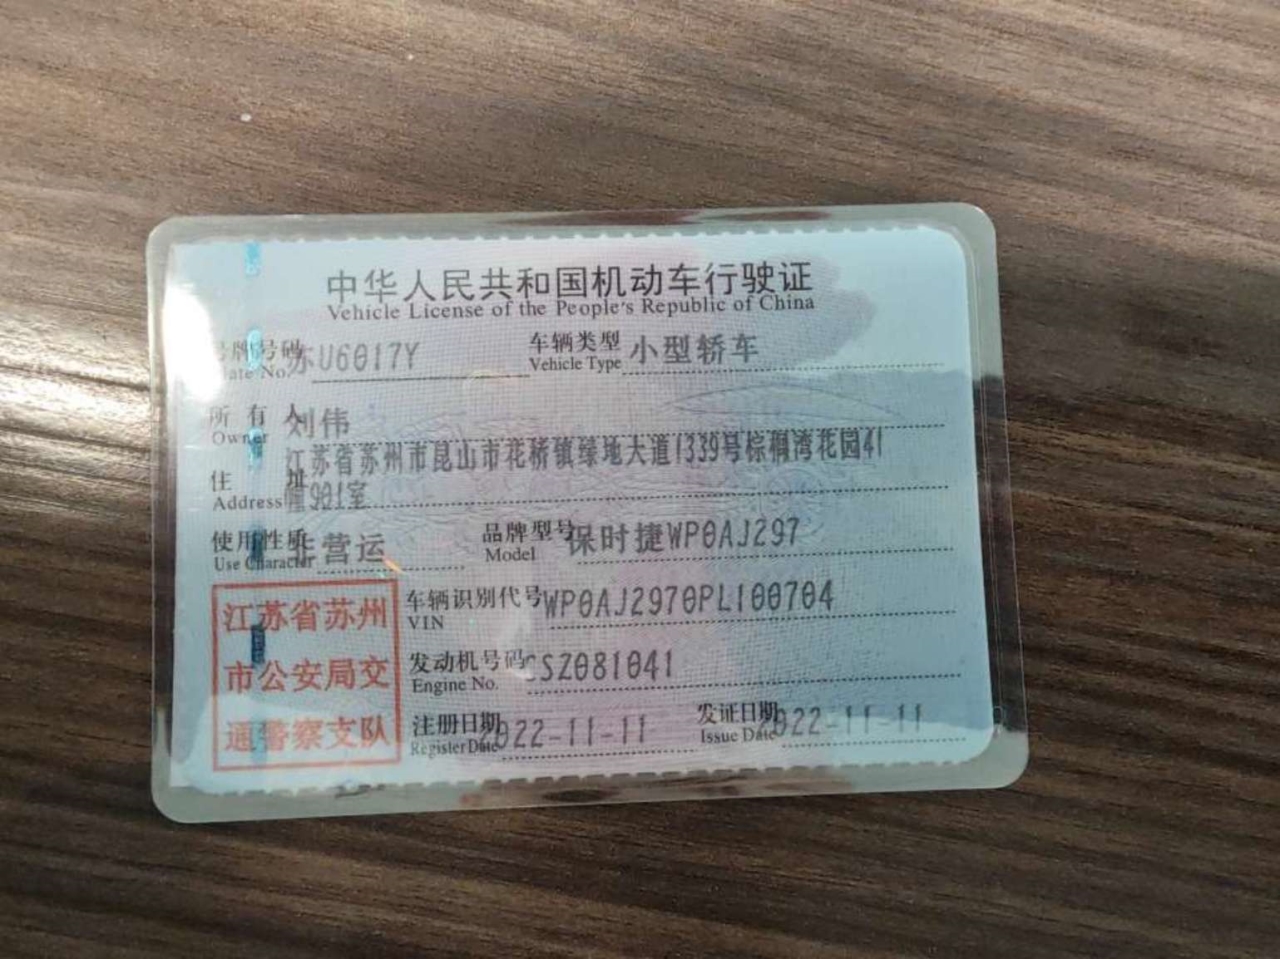 中华人民共和国机动车行驶证
Vehicle License of the People's Republic of China
号牌号码 苏U6017Y 车辆类型 小型轿车
Plate No. Vehicle Type
所有人 刘伟
Owner
江苏省苏州市昆山市花桥镇绿地大道1339号棕榈湾花园41
住址 幢901室
Address
使用性质 非营运 品牌型号 保时捷WP0AJ297
Use Character Model
车辆识别代号 WP0AJ2970PL100704
VIN
发动机号码 CSZ081041
Engine No.
注册日期 2022-11-11 发证日期 2022-11-11
Register Date Issue Date
江苏省苏州
市公安局交
通警察支队